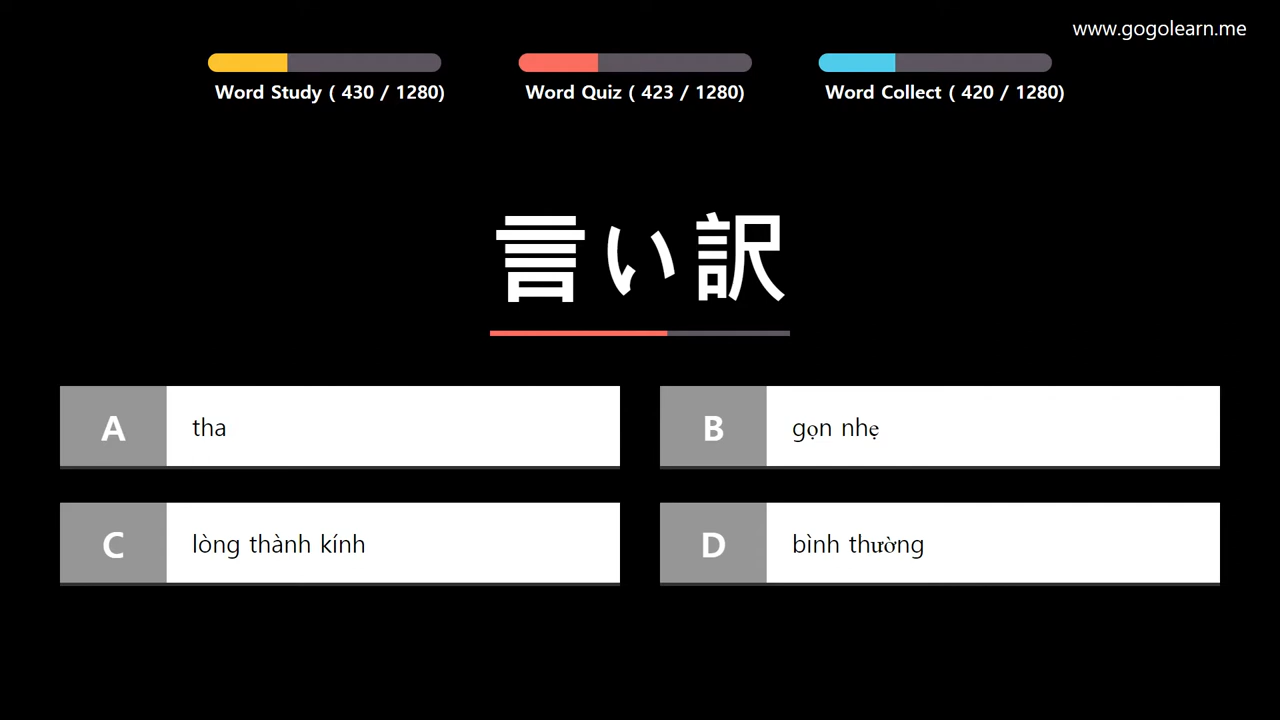 www.gogolearn.me
Word Study ( 430 / 1280)
Word Quiz ( 423 / 1280)
Word Collect ( 420 / 1280)
言い訳
A tha
B gọn nhẹ
C lòng thành kính
D bình thường